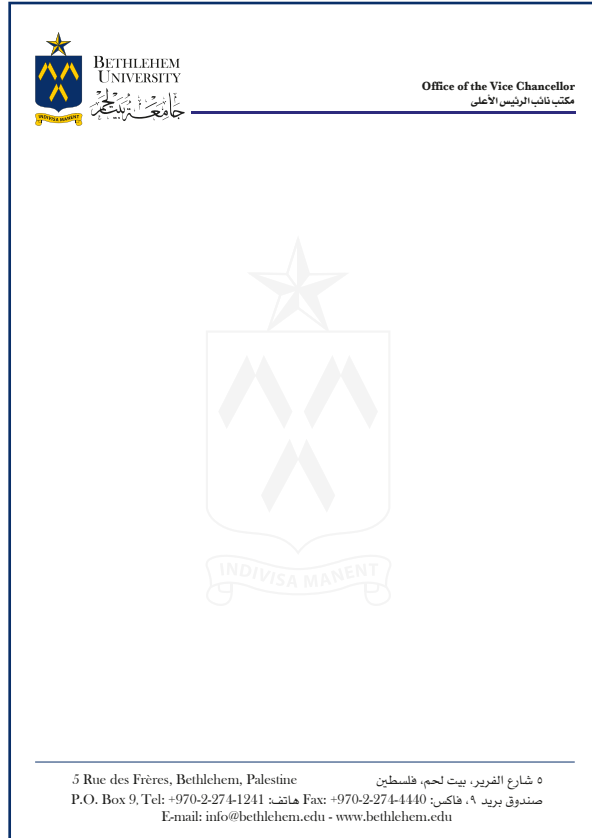 BETHLEHEM
UNIVERSITY
جامعة بيت لحم
INDIVISA MANENT
Office of the Vice Chancellor
مكتب نائب الرئيس الأعلى
INDIVISA MANENT
5 Rue des Frères, Bethlehem, Palestine ٥ شارع الفرير، بيت لحم، فلسطين
P.O. Box 9, Tel: +970-2-274-1241 هاتف: Fax: +970-2-274-4440 صندوق بريد ٩، فاكس:
E-mail: info@bethlehem.edu - www.bethlehem.edu